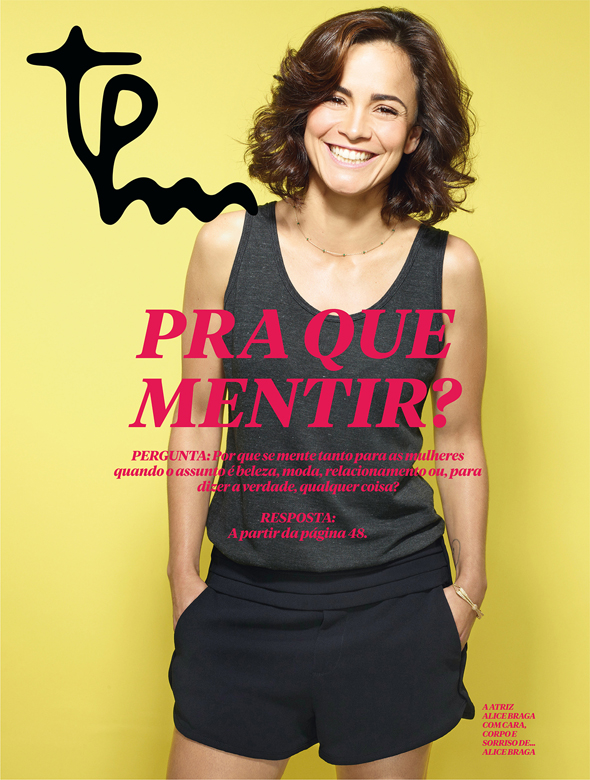 tpm
PRA QUE
MENTIR?
PERGUNTA: Por que se mente tanto para as mulheres
quando o assunto é beleza, moda, relacionamento ou, para
dizer a verdade, qualquer coisa?
RESPOSTA:
A partir da página 48.
A ATRIZ
ALICE BRAGA
COM CARA,
CORPO E
SORRISO DE...
ALICE BRAGA